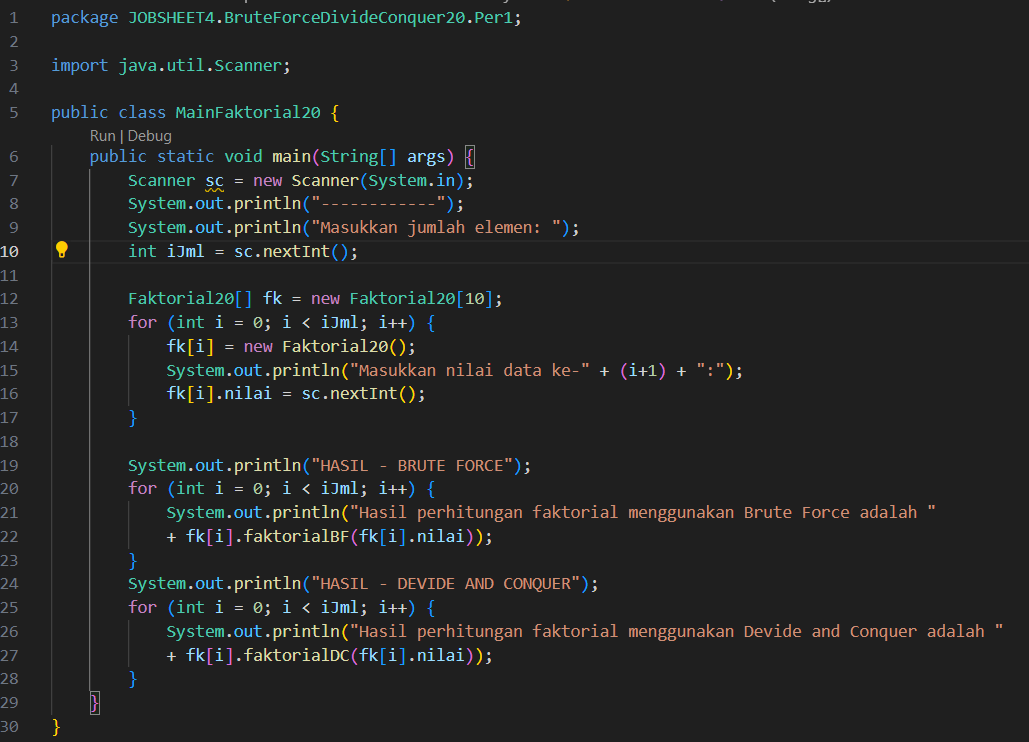 1 package JOBSHEET4.BruteForceDivideConquer20.Per1;
2
3 import java.util.Scanner;
4
5 public class MainFaktorial20 {
Run | Debug
6 public static void main(String[] args) {
7 Scanner sc = new Scanner(System.in);
8 System.out.println("------------");
9 System.out.println("Masukkan jumlah elemen: ");
10 int iJml = sc.nextInt();
11
12 Faktorial20[] fk = new Faktorial20[10];
13 for (int i = 0; i < iJml; i++) {
14 fk[i] = new Faktorial20();
15 System.out.println("Masukkan nilai data ke-" + (i+1) + ":");
16 fk[i].nilai = sc.nextInt();
17 }
18
19 System.out.println("HASIL - BRUTE FORCE");
20 for (int i = 0; i < iJml; i++) {
21 System.out.println("Hasil perhitungan faktorial menggunakan Brute Force adalah "
22 + fk[i].faktorialBF(fk[i].nilai));
23 }
24 System.out.println("HASIL - DEVIDE AND CONQUER");
25 for (int i = 0; i < iJml; i++) {
26 System.out.println("Hasil perhitungan faktorial menggunakan Devide and Conquer adalah "
27 + fk[i].faktorialDC(fk[i].nilai));
28 }
29 }
30 }